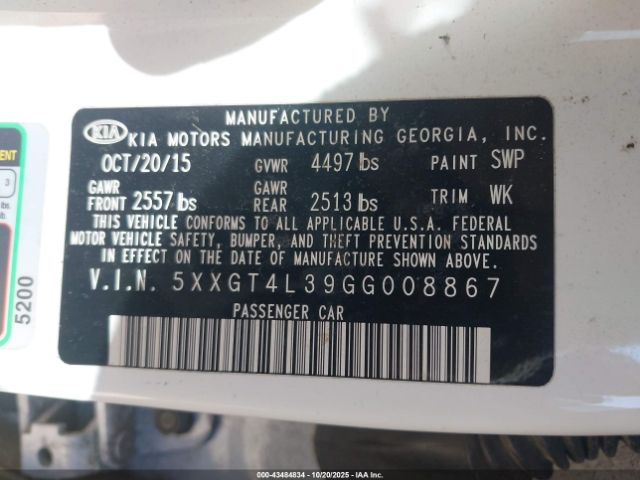 MANUFACTURED BY
KIA KIA MOTORS MANUFACTURING GEORGIA, INC.
OCT/20/15 GVWR 4497 lbs PAINT SWP
GAWR FRONT 2557 lbs GAWR REAR 2513 lbs TRIM WK
THIS VEHICLE CONFORMS TO ALL APPLICABLE U.S.A. FEDERAL
MOTOR VEHICLE SAFETY, BUMPER, AND THEFT PREVENTION STANDARDS
IN EFFECT ON THE DATE OF MANUFACTURE SHOWN ABOVE.
V.I.N. 5XXGT4L39GG008867
PASSENGER CAR
3
lbs.
5200
000-43484834 | 10/20/2025 | IAA, Inc.